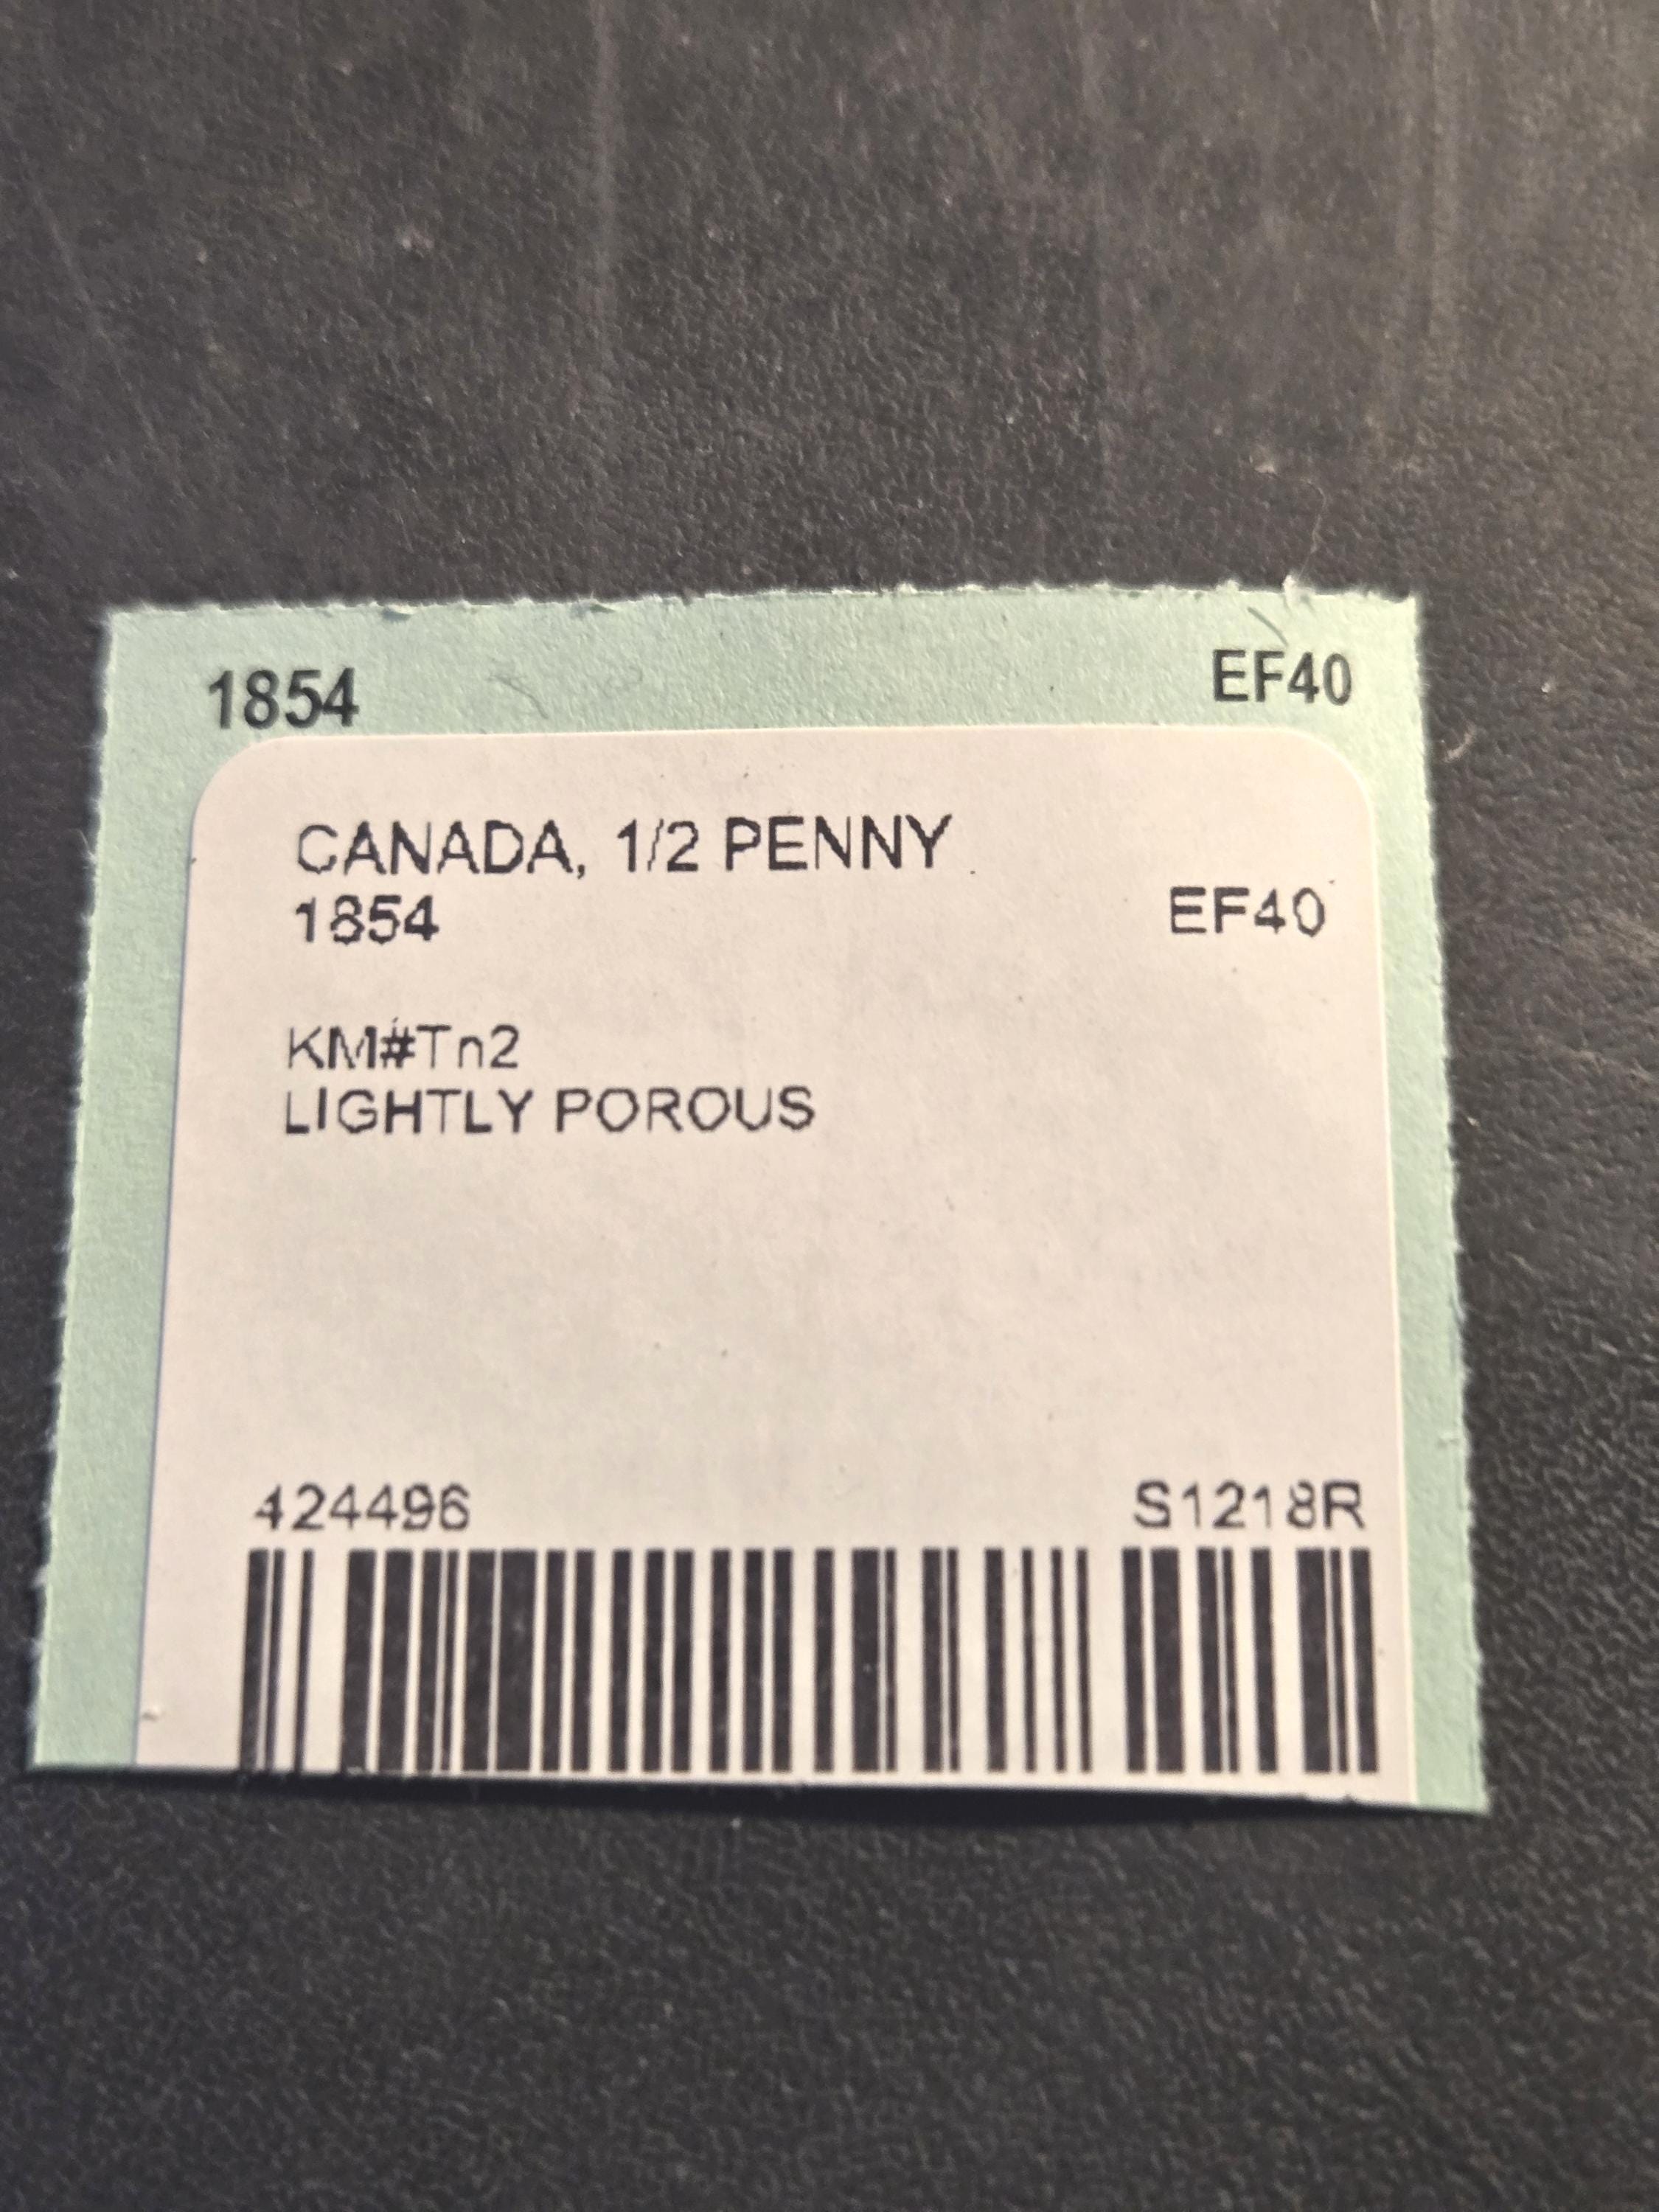 1854 EF40
CANADA, 1/2 PENNY
1854 EF40
KM#Tn2
LIGHTLY POROUS
424496 S1218R